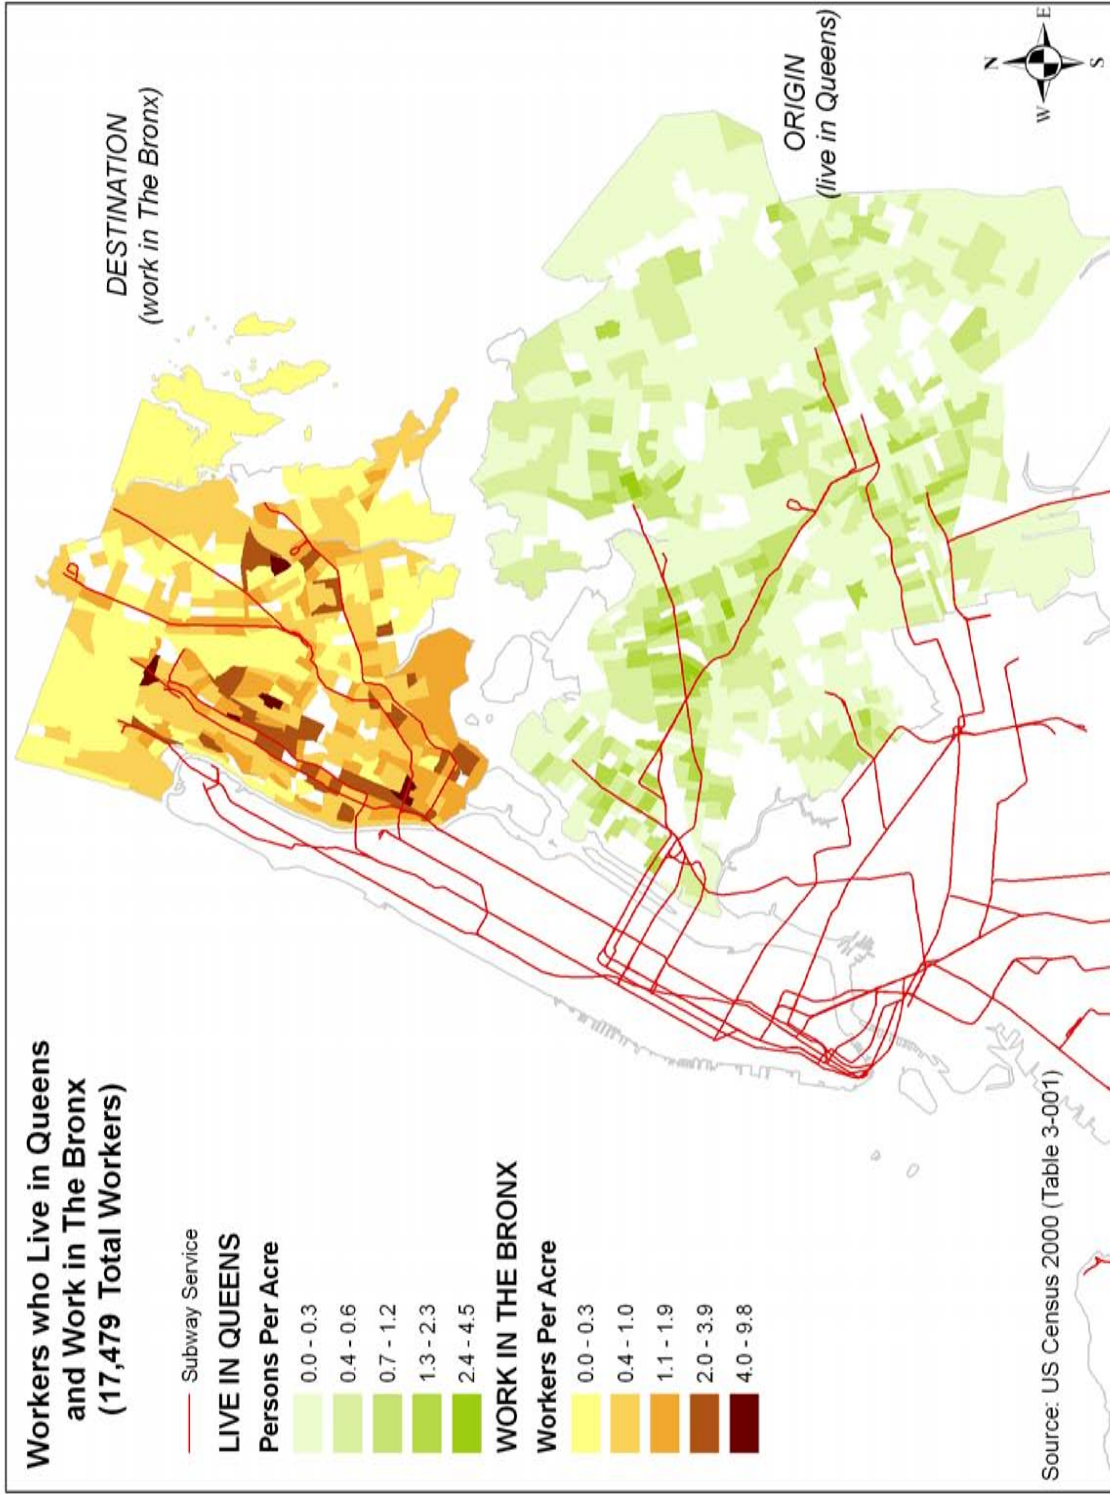 Workers who Live in Queens
and Work in The Bronx
(17,479 Total Workers)
Subway Service
LIVE IN QUEENS
Persons Per Acre
0.0 - 0.3
0.4 - 0.6
0.7 - 1.2
1.3 - 2.3
2.4 - 4.5
WORK IN THE BRONX
Workers Per Acre
0.0 - 0.3
0.4 - 1.0
1.1 - 1.9
2.0 - 3.9
4.0 - 9.8
Source: US Census 2000 (Table 3-001)
DESTINATION
(work in The Bronx)
ORIGIN
(live in Queens)
N
W
E
S